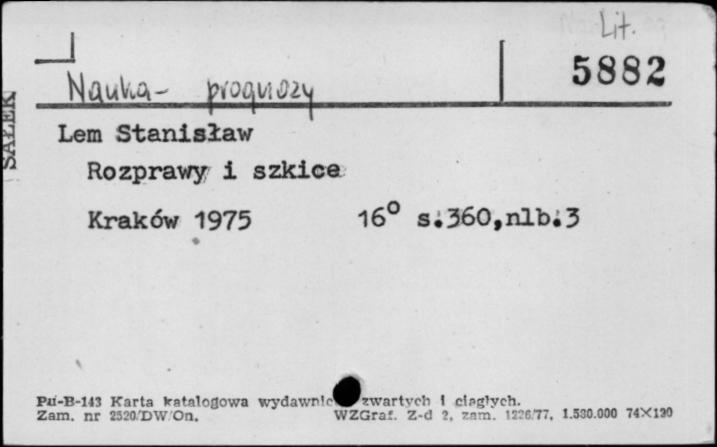 Lit.
5882
Nauka- prognozy
SAŁEK
Lem Stanisław
Rozprawy i szkice
Kraków 1975 16° s.360,nlb.3
Pu-B-143 Karta katalogowa wydawnic zwartych i ciągłych.
Zam. nr 2520/DW/On. WZGraf. Z-d 2, zam. 1226/77, 1.530.000 74X120